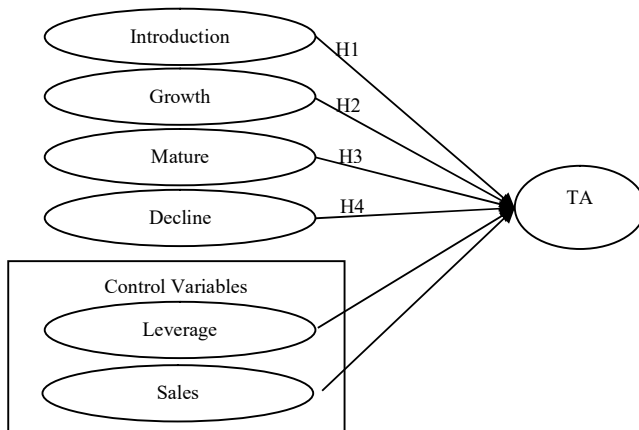 Introduction
H1
Growth
H2
Mature
H3
Decline
H4
TA
Control Variables
Leverage
Sales